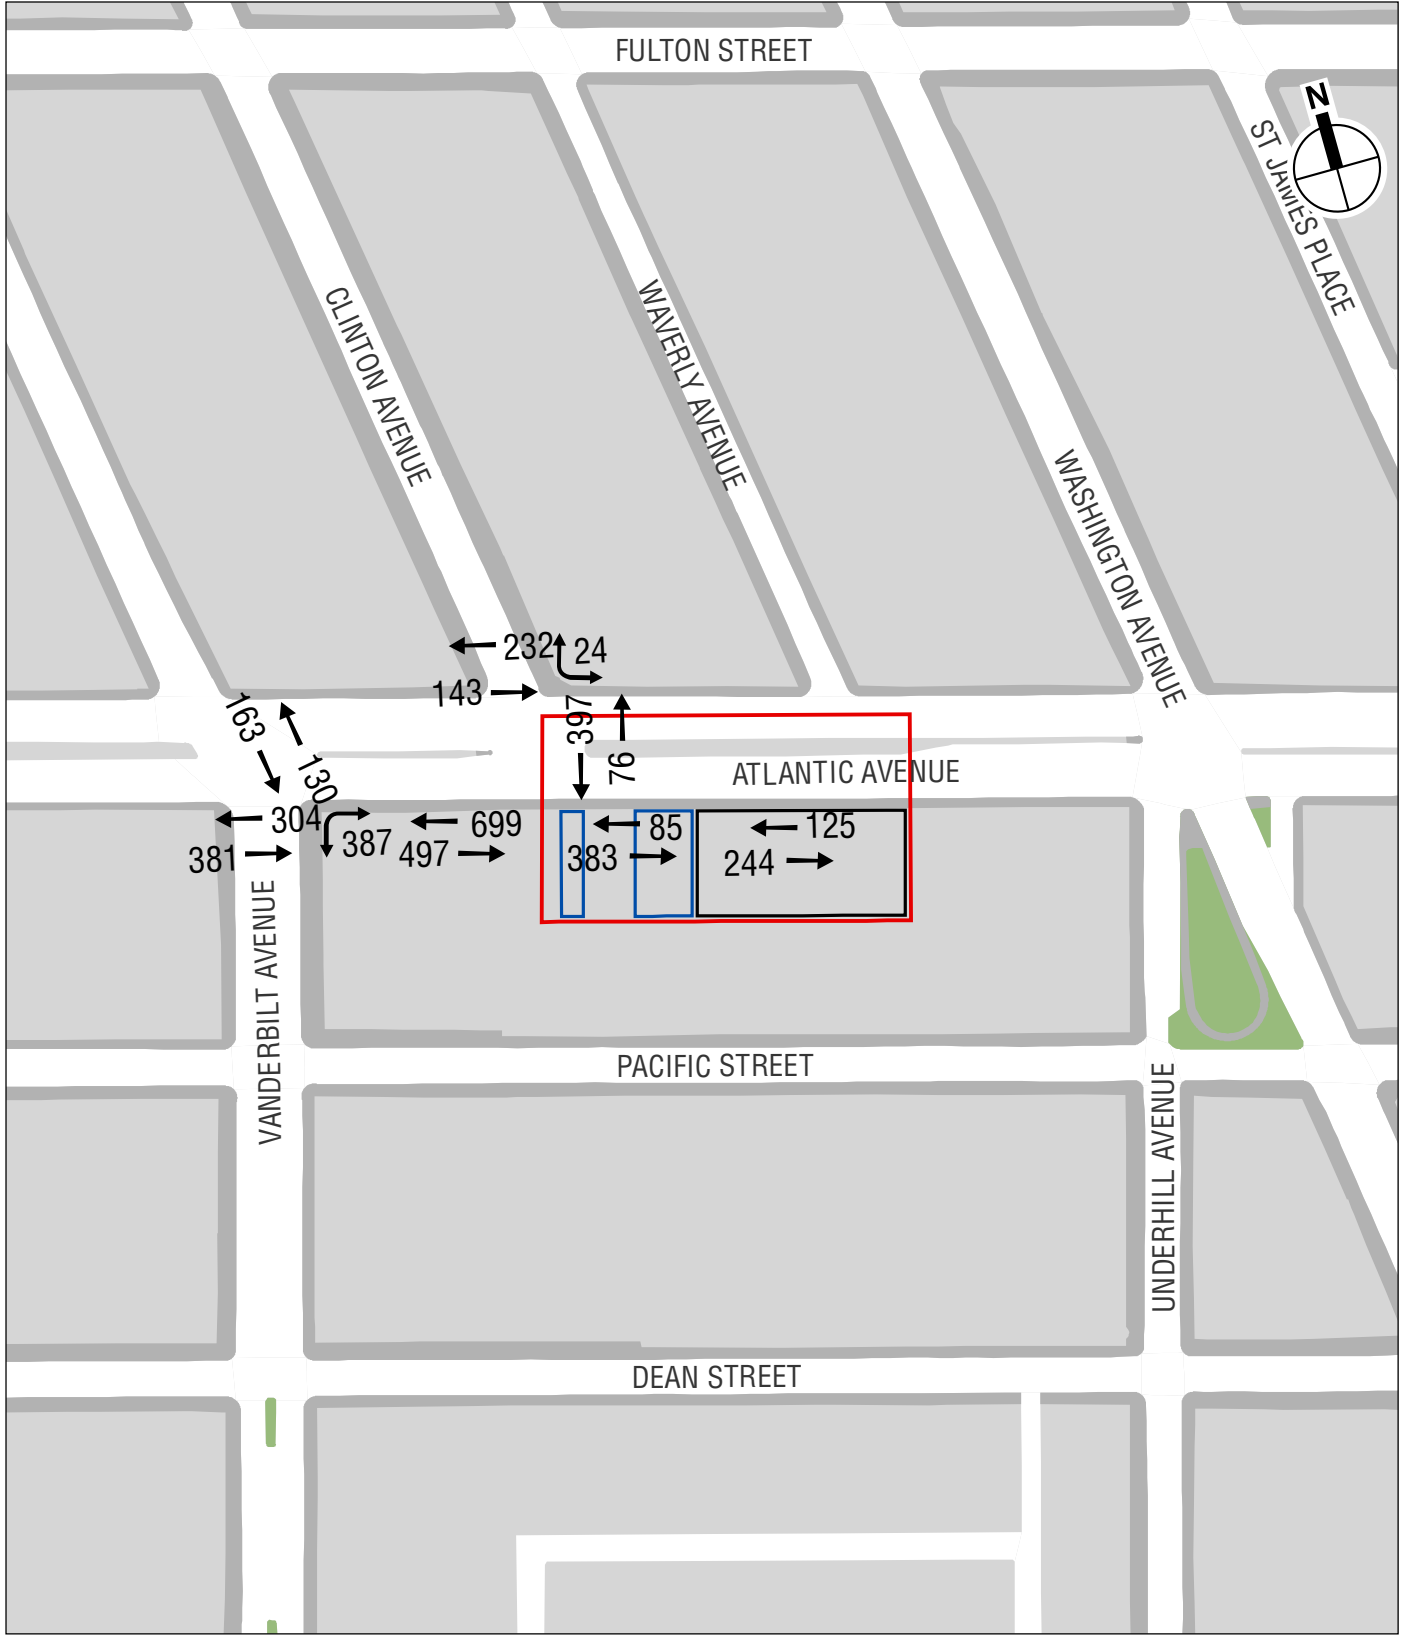 FULTON STREET
N
ST JAMES PLACE
CLINTON AVENUE
WAVERLY AVENUE
WASHINGTON AVENUE
232
24
143
163
397
130
76
ATLANTIC AVENUE
304
699
85
125
381
387
497
383
244
VANDERBILT AVENUE
PACIFIC STREET
UNDERHILL AVENUE
DEAN STREET